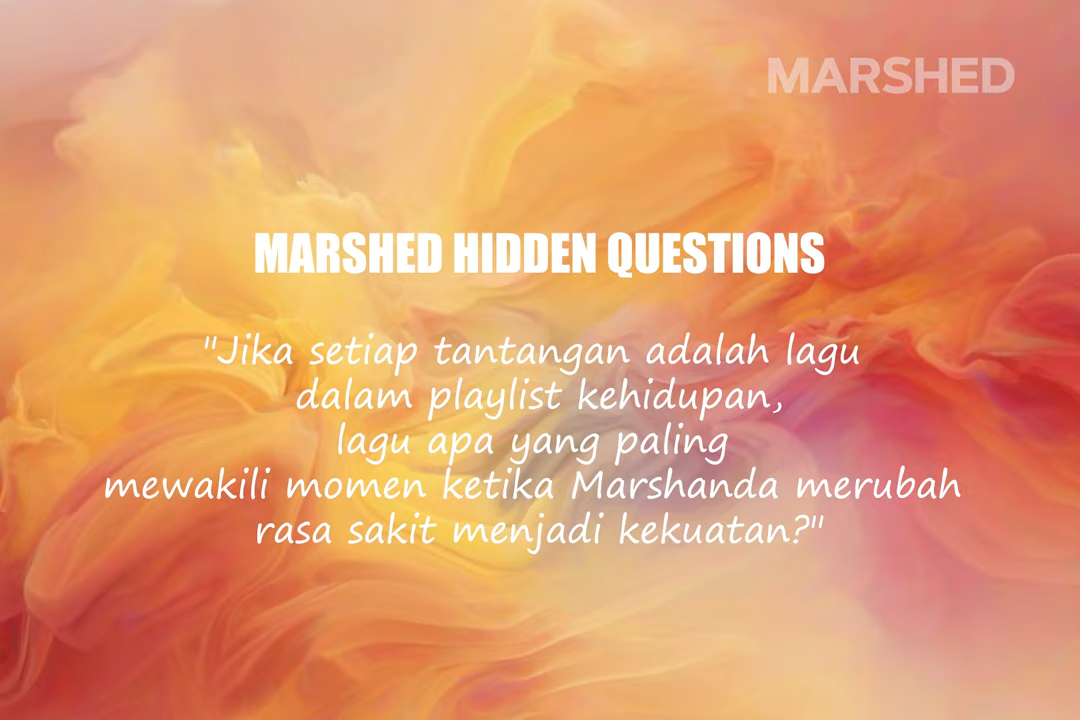 MARSHED
MARSHED HIDDEN QUESTIONS
"Jika setiap tantangan adalah lagu
dalam playlist kehidupan,
lagu apa yang paling
mewakili momen ketika Marshanda merubah
rasa sakit menjadi kekuatan?"